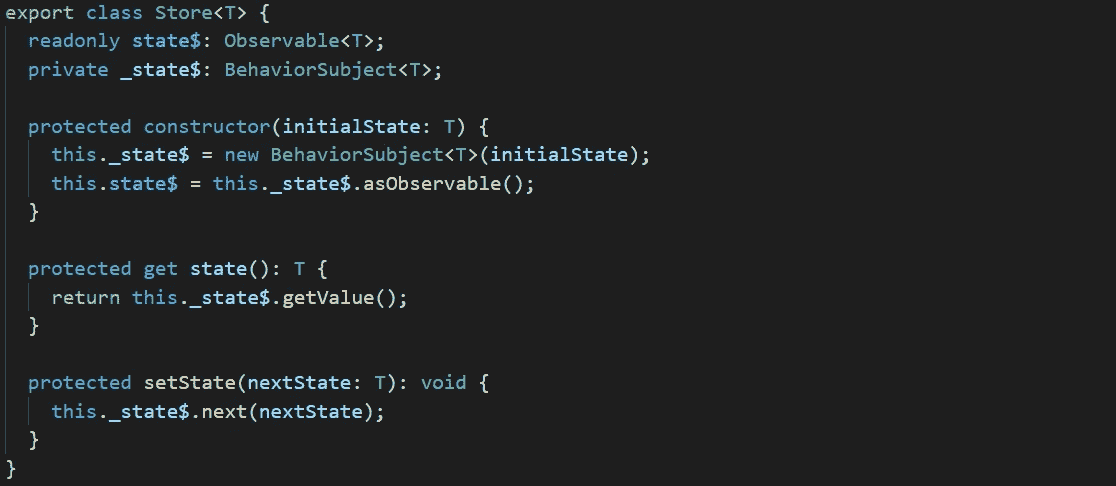 export class Store<T> {
  readonly state$: Observable<T>;
  private _state$: BehaviorSubject<T>;

  protected constructor(initialState: T) {
    this._state$ = new BehaviorSubject<T>(initialState);
    this.state$ = this._state$.asObservable();
  }

  protected get state(): T {
    return this._state$.getValue();
  }

  protected setState(nextState: T): void {
    this._state$.next(nextState);
  }
}